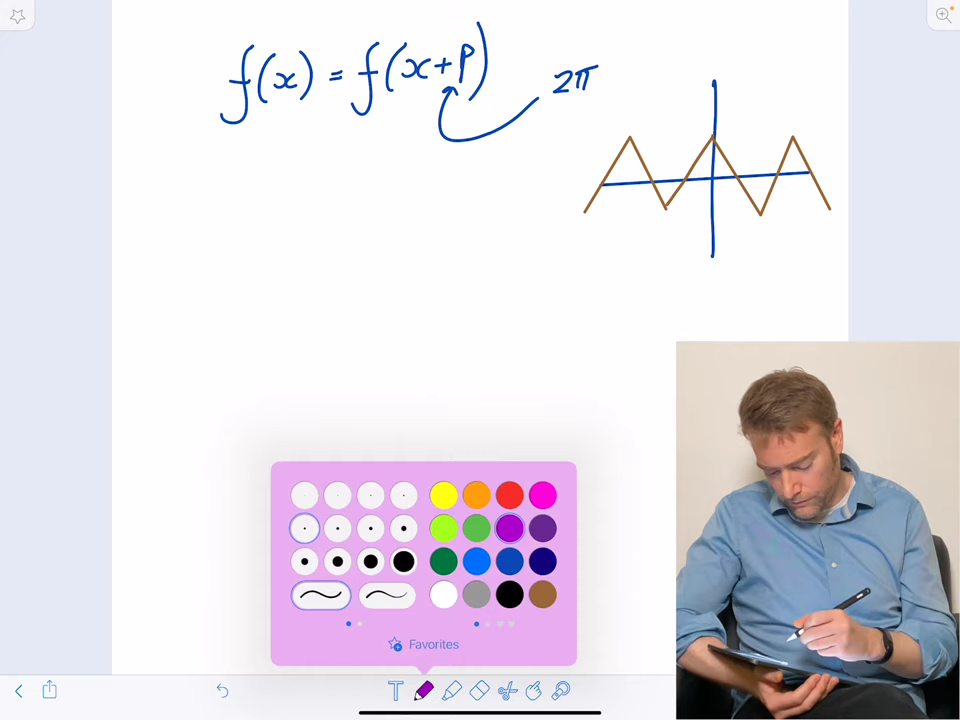 f(x) = f(x+p)
2π
Favorites
T